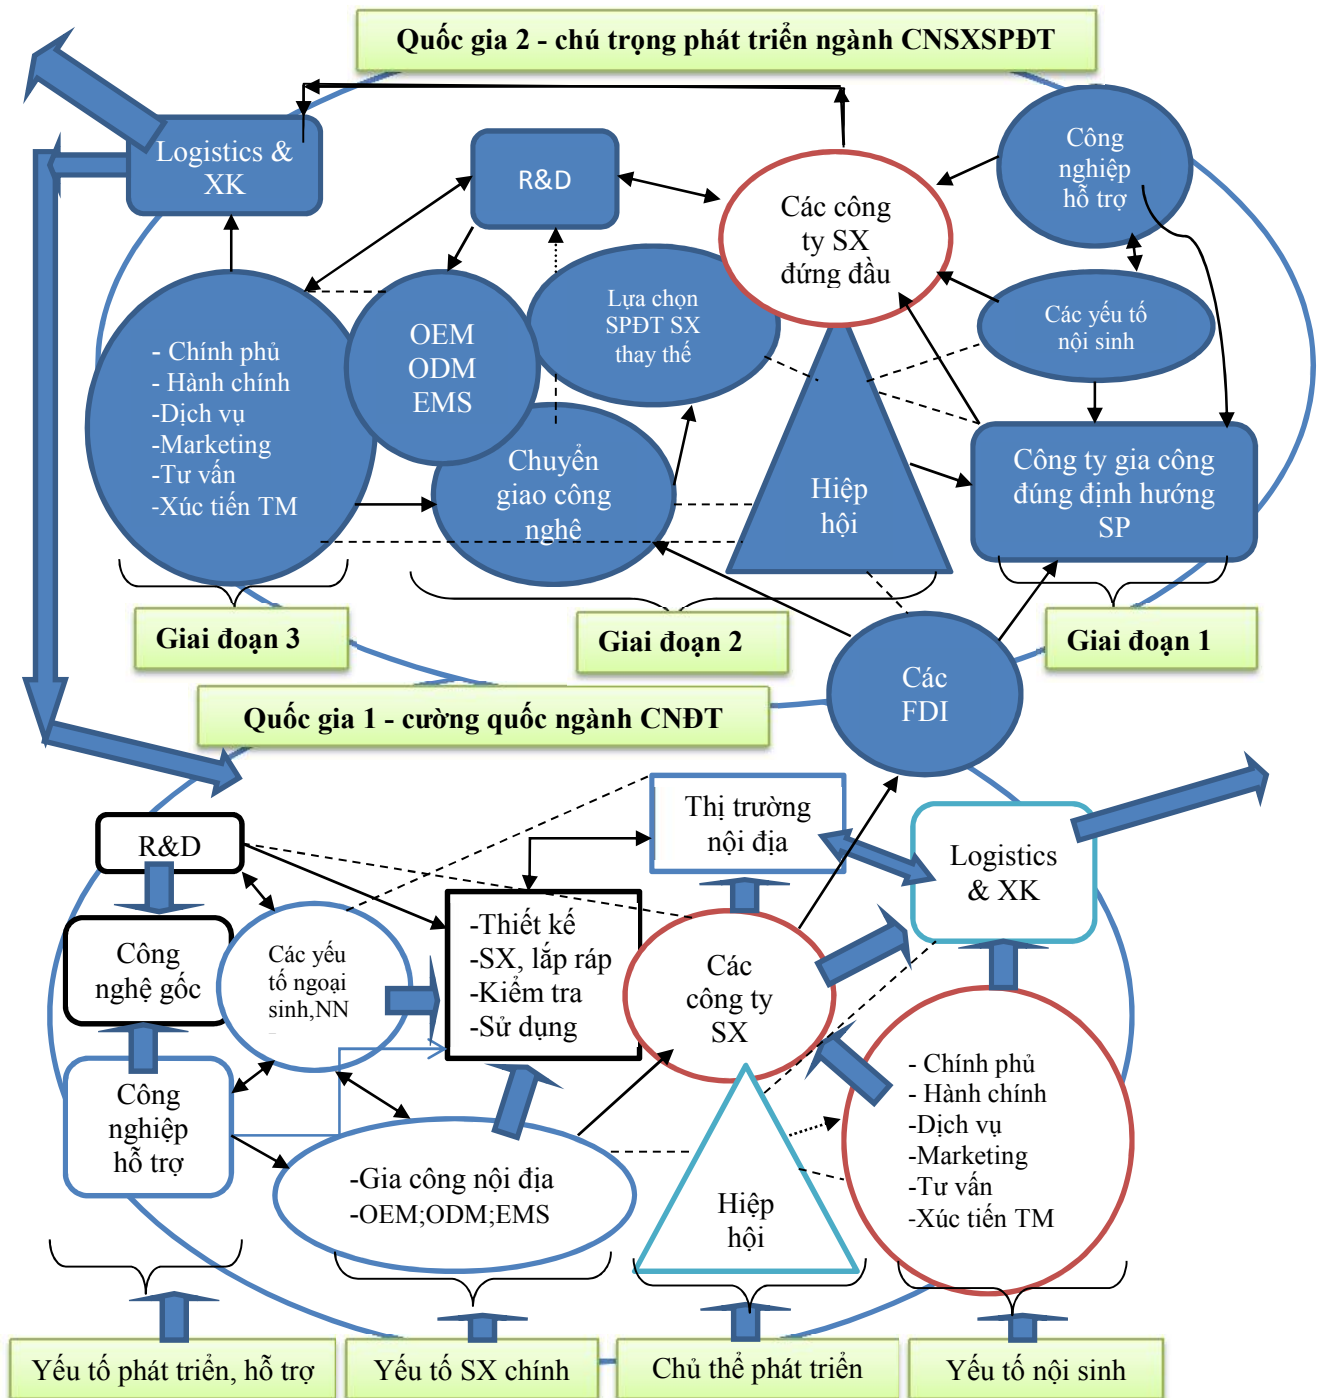 Quốc gia 2 - chú trọng phát triển ngành CNSXSPĐT
Logistics &
XK
R&D
Các công
ty SX
đứng đầu
Công
nghiệp
hỗ trợ
Lựa chọn
SPĐT SX
thay thế
Các yếu tố
nội sinh
OEM
ODM
EMS
- Chính phủ
- Hành chính
-Dịch vụ
-Marketing
-Tư vấn
-Xúc tiến TM
Chuyển
giao công
nghê
Hiệp
hội
Công ty gia công
đúng định hướng
SP
Giai đoạn 3
Giai đoạn 2
Giai đoạn 1
Các
FDI
Quốc gia 1 - cường quốc ngành CNĐT
Thị trường
nội địa
R&D
Logistics
& XK
Công
nghệ gốc
Các yếu
tố ngoại
sinh,NN
-Thiết kế
-SX, lắp ráp
-Kiểm tra
-Sử dụng
Các
công ty
SX
Công
nghiệp
hỗ trợ
- Chính phủ
- Hành chính
-Dịch vụ
-Marketing
-Tư vấn
-Xúc tiến TM
-Gia công nội địa
-OEM;ODM;EMS
Hiệp
hội
Yếu tố phát triển, hỗ trợ
Yếu tố SX chính
Chủ thể phát triển
Yếu tố nội sinh